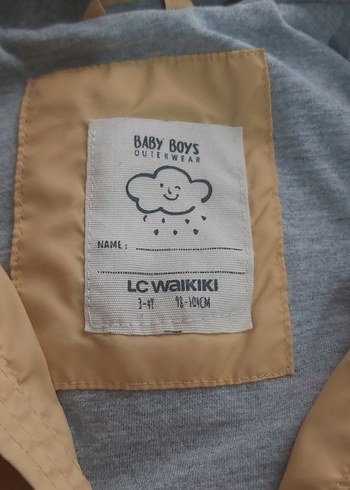 BABY BOYS
OUTERWEAR
NAME:
LC WAIKIKI
3-4Y 98-104CM